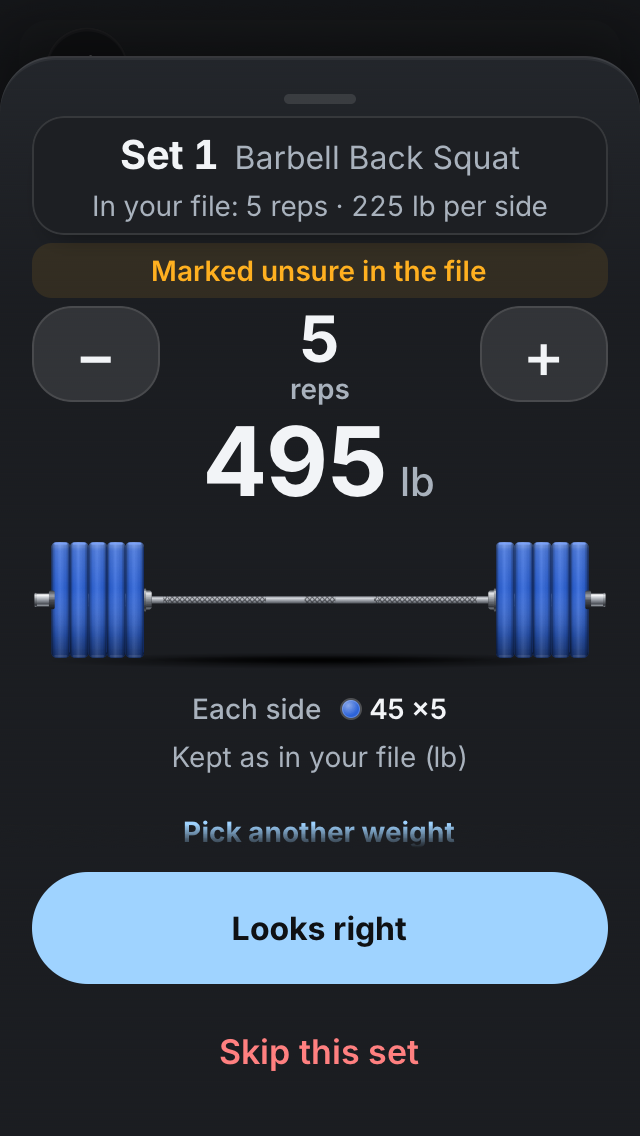 Set 1 Barbell Back Squat
In your file: 5 reps · 225 lb per side
Marked unsure in the file
−
5
+
reps
495 lb
Each side 45 ×5
Kept as in your file (lb)
Pick another weight
Looks right
Skip this set